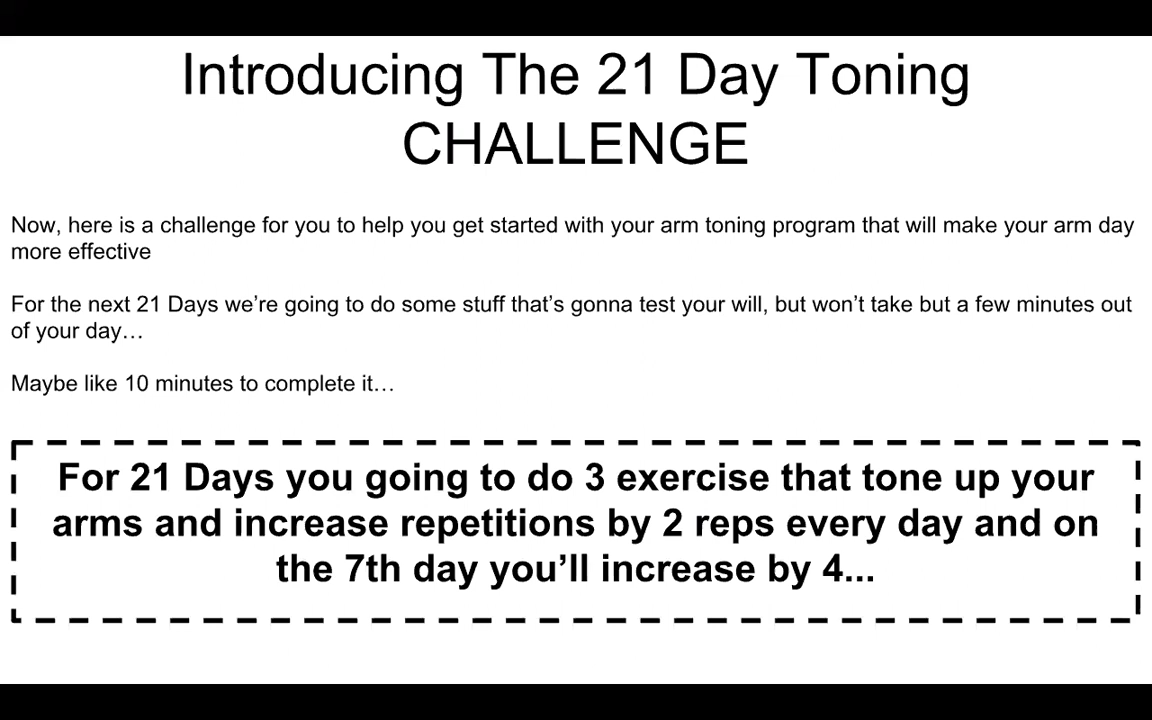 Introducing The 21 Day Toning
CHALLENGE
Now, here is a challenge for you to help you get started with your arm toning program that will make your arm day
more effective
For the next 21 Days we’re going to do some stuff that’s gonna test your will, but won’t take but a few minutes out
of your day…
Maybe like 10 minutes to complete it…
For 21 Days you going to do 3 exercise that tone up your
arms and increase repetitions by 2 reps every day and on
the 7th day you’ll increase by 4...